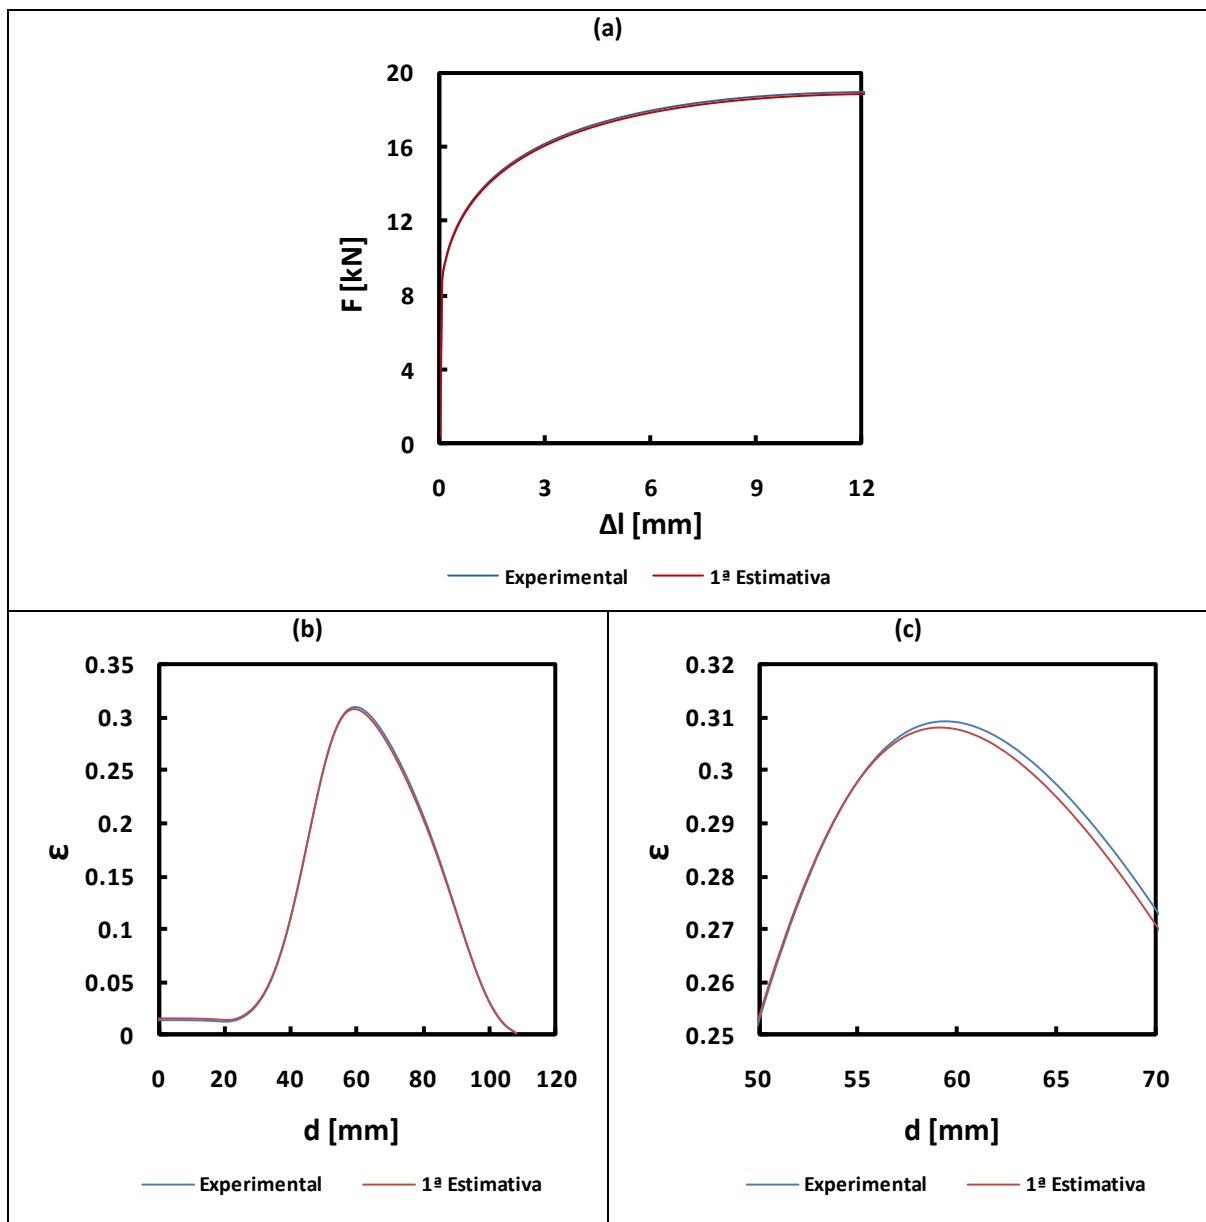 (a)
20
16
12
8
4
0
F [kN]
0 3 6 9 12
Δl [mm]
Experimental 1ª Estimativa
(b)
0.35
0.3
0.25
0.2
0.15
0.1
0.05
0
ε
0 20 40 60 80 100 120
d [mm]
Experimental 1ª Estimativa
(c)
0.32
0.31
0.3
0.29
0.28
0.27
0.26
0.25
ε
50 55 60 65 70
d [mm]
Experimental 1ª Estimativa